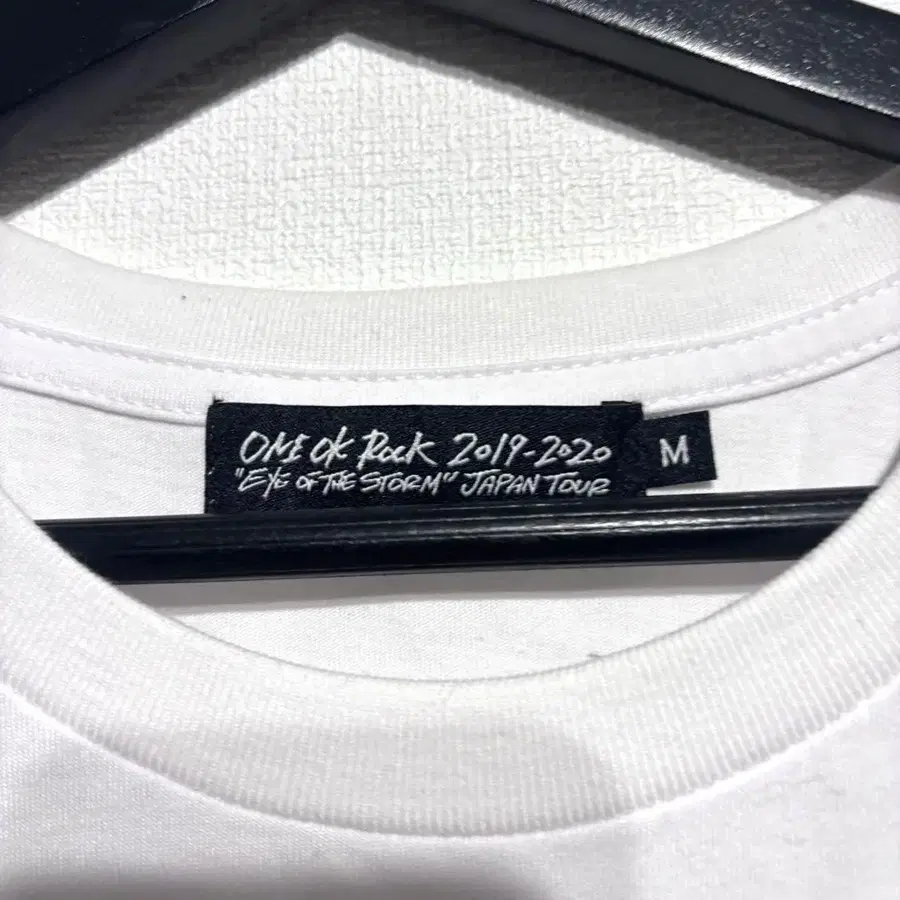 ONE OK ROCK 2019-2020
"EYE OF THE STORM" JAPAN TOUR
M